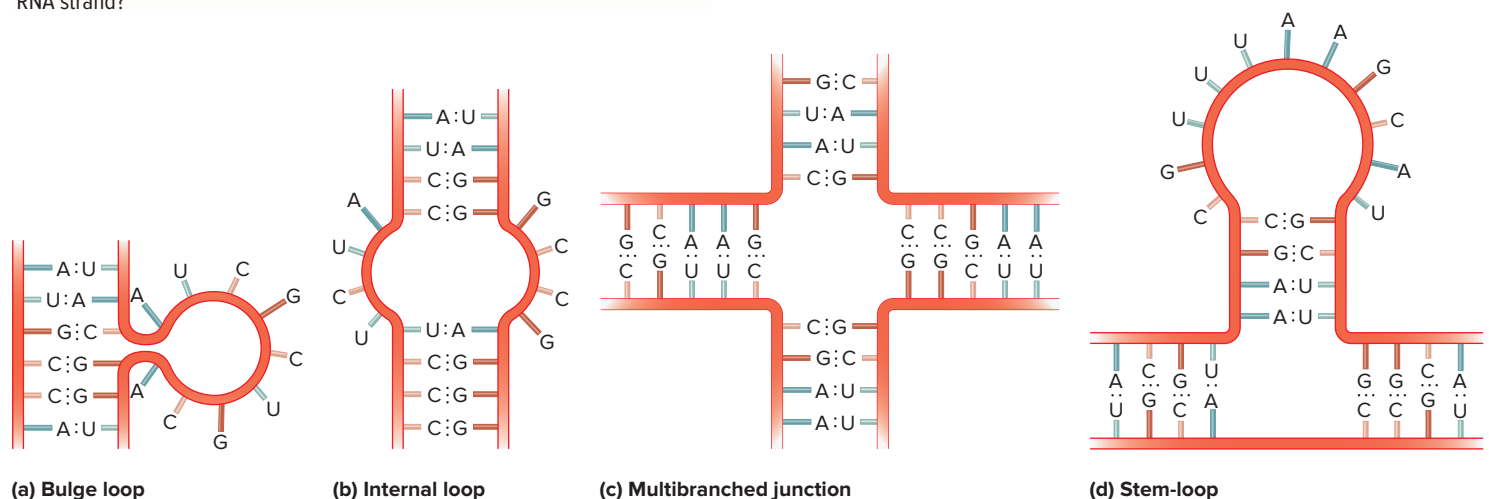 RNA strand?
A:U
U:A
G⋮C
C⋮G
C⋮G
A:U
A U C G C U G C A
(a) Bulge loop
A:U
U:A
C⋮G
C⋮G
A U C U
G C C G
U:A
C⋮G
C⋮G
C⋮G
(b) Internal loop
G⋮C
U:A
A:U
C⋮G
G C A A G
C G U U C
C C G A A
G G C U U
C⋮G
G⋮C
A:U
A:U
(c) Multibranched junction
C G U U U A A G C A U
C⋮G
G⋮C
A:U
A:U
A C G U
U G C A
G G C A
C C G U
(d) Stem-loop